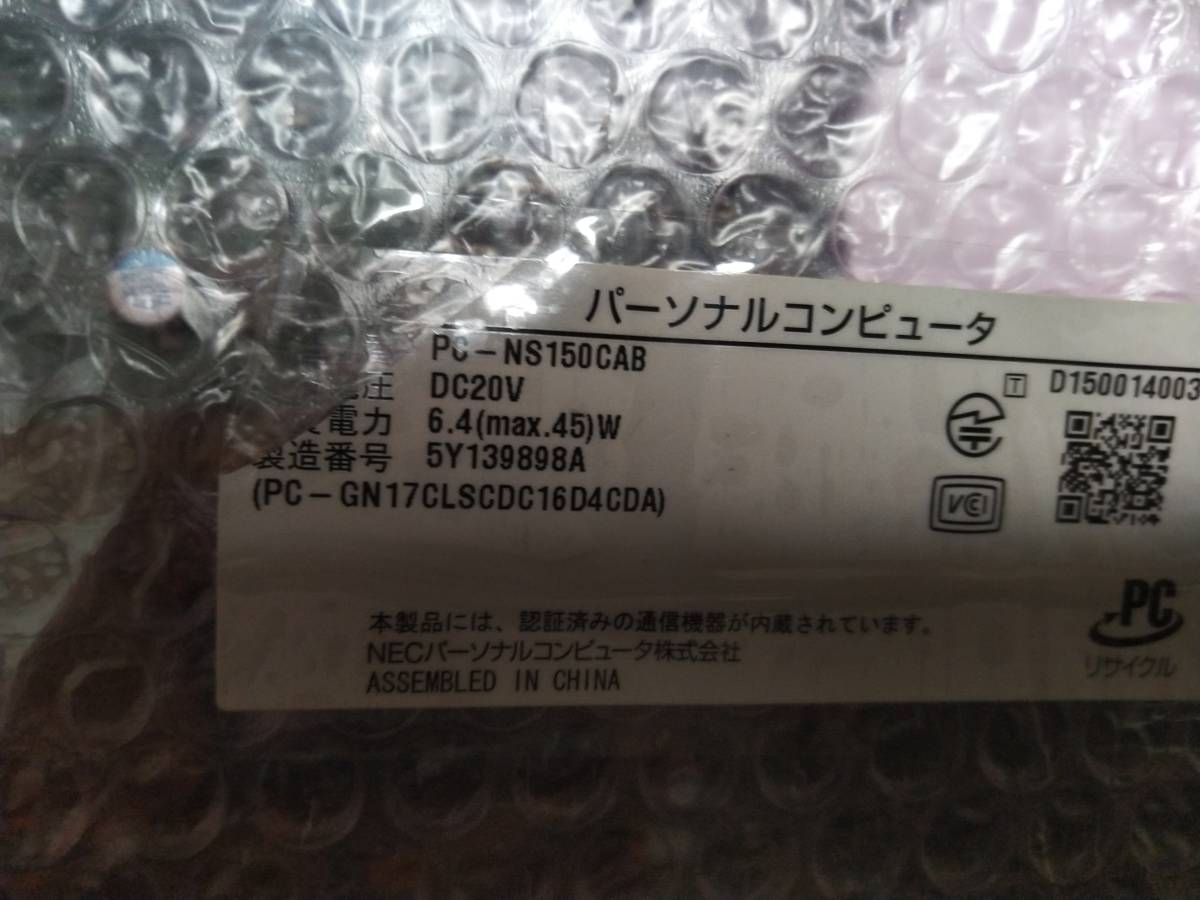 パーソナルコンピュータ
PC-NS150CAB
圧 DC20V
電力 6.4(max.45)W
製造番号 5Y139898A
(PC-GN17CLSCDC16D4CDA)
T D150014003
VCI
本製品には、認証済みの通信機器が内蔵されています。
NECパーソナルコンピュータ株式会社
ASSEMBLED IN CHINA
PC
リサイクル